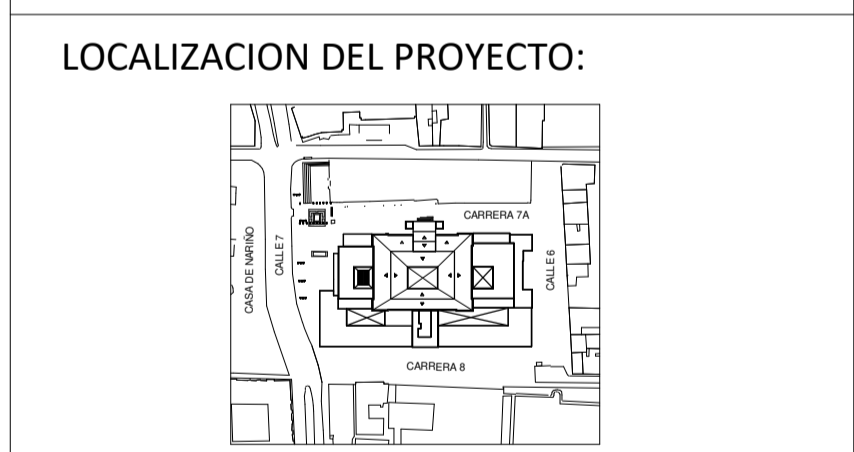 LOCALIZACION DEL PROYECTO:
CARRERA 7A
CASA DE NARIÑO
CALLE 7
CALLE 6
CARRERA 8